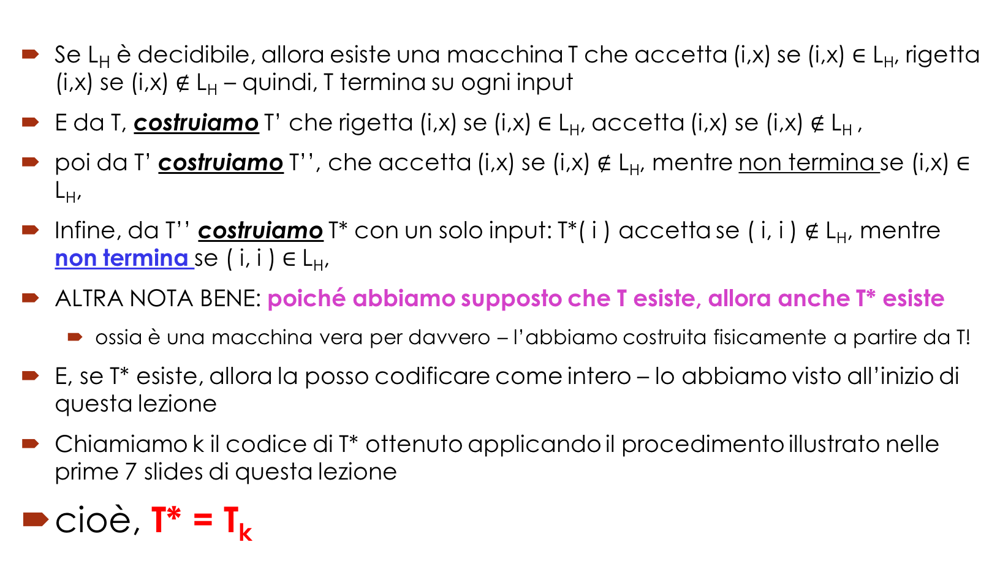 Se L_H è decidibile, allora esiste una macchina T che accetta (i,x) se (i,x) ∈ L_H, rigetta
(i,x) se (i,x) ∉ L_H – quindi, T termina su ogni input
E da T, costruiamo T’ che rigetta (i,x) se (i,x) ∈ L_H, accetta (i,x) se (i,x) ∉ L_H ,
poi da T’ costruiamo T’’, che accetta (i,x) se (i,x) ∉ L_H, mentre non termina se (i,x) ∈
L_H,
Infine, da T’’ costruiamo T* con un solo input: T*( i ) accetta se ( i, i ) ∉ L_H, mentre
non termina se ( i, i ) ∈ L_H,
ALTRA NOTA BENE: poiché abbiamo supposto che T esiste, allora anche T* esiste
ossia è una macchina vera per davvero – l’abbiamo costruita fisicamente a partire da T!
E, se T* esiste, allora la posso codificare come intero – lo abbiamo visto all’inizio di
questa lezione
Chiamiamo k il codice di T* ottenuto applicando il procedimento illustrato nelle
prime 7 slides di questa lezione
cioè, T* = T_k